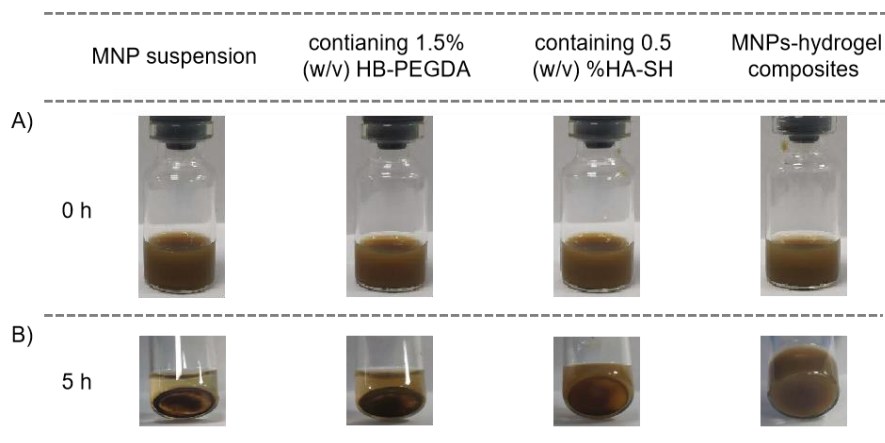 MNP suspension
contianing 1.5%
(w/v) HB-PEGDA
containing 0.5
(w/v) %HA-SH
MNPs-hydrogel
composites
A)
0 h
B)
5 h